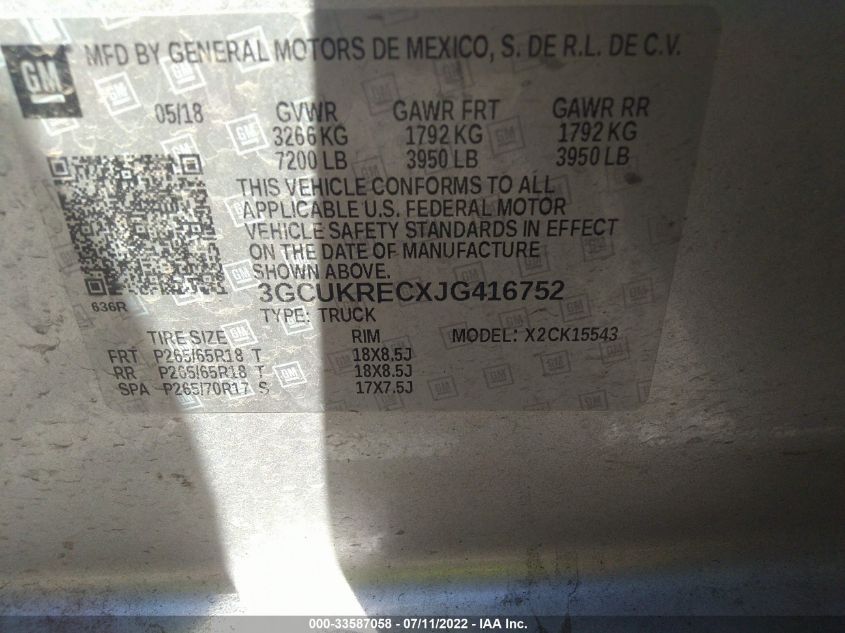 GM
MFD BY GENERAL MOTORS DE MEXICO, S. DE R.L. DE C.V.
05/18 GVWR GAWR FRT GAWR RR
3266 KG 1792 KG 1792 KG
7200 LB 3950 LB 3950 LB
THIS VEHICLE CONFORMS TO ALL
APPLICABLE U.S. FEDERAL MOTOR
VEHICLE SAFETY STANDARDS IN EFFECT
ON THE DATE OF MANUFACTURE
SHOWN ABOVE.
636R
3GCUKRECXJG416752
TYPE: TRUCK
TIRE SIZE RIM MODEL: X2CK15543
FRT P265/65R18 T 18X8.5J
RR P265/65R18 T 18X8.5J
SPA P265/70R17 S 17X7.5J
000-33587058 - 07/11/2022 - IAA Inc.